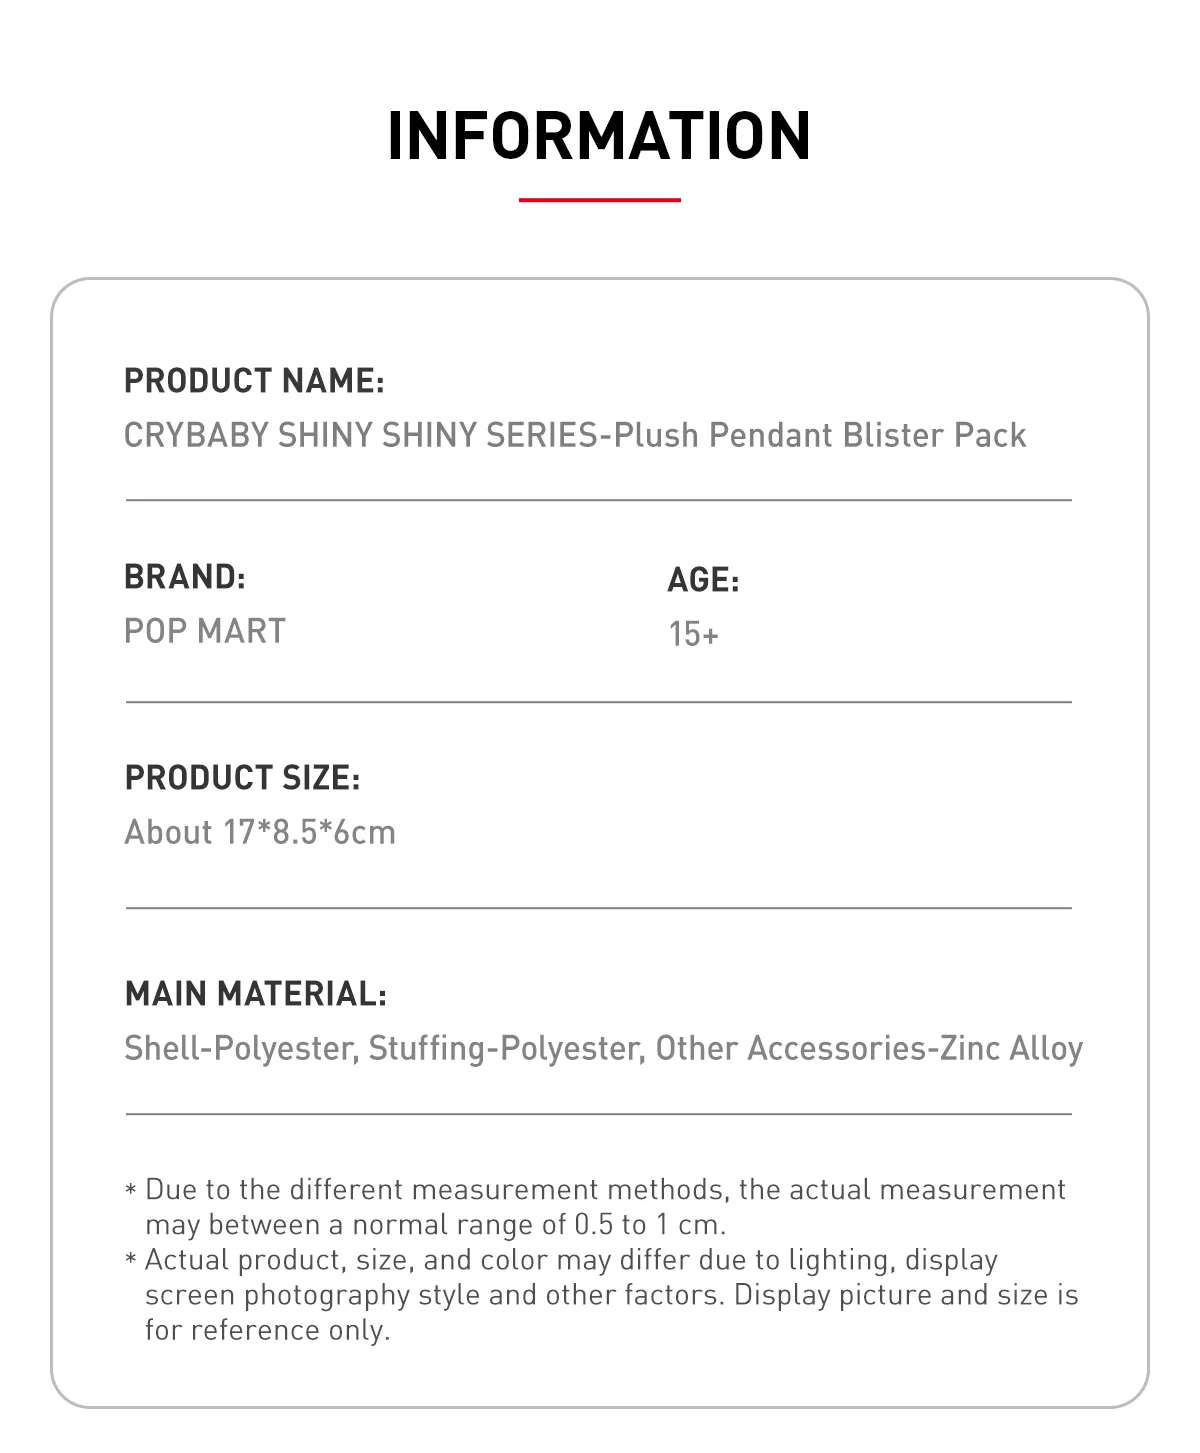 INFORMATION
PRODUCT NAME:
CRYBABY SHINY SHINY SERIES-Plush Pendant Blister Pack
BRAND:
POP MART
AGE:
15+
PRODUCT SIZE:
About 17*8.5*6cm
MAIN MATERIAL:
Shell-Polyester, Stuffing-Polyester, Other Accessories-Zinc Alloy
* Due to the different measurement methods, the actual measurement
may between a normal range of 0.5 to 1 cm.
* Actual product, size, and color may differ due to lighting, display
screen photography style and other factors. Display picture and size is
for reference only.